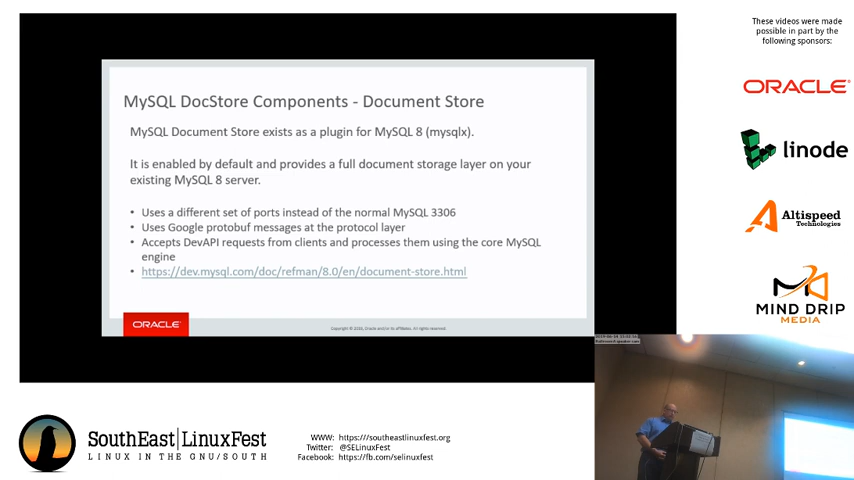 These videos were made
possible in part by the
following sponsors:
ORACLE
linode
Altispeed
Technologies
MIND DRIP
MEDIA
MySQL DocStore Components - Document Store
MySQL Document Store exists as a plugin for MySQL 8 (mysqlx).
It is enabled by default and provides a full document storage layer on your
existing MySQL 8 server.
• Uses a different set of ports instead of the normal MySQL 3306
• Uses Google protobuf messages at the protocol layer
• Accepts DevAPI requests from clients and processes them using the core MySQL
engine
• https://dev.mysql.com/doc/refman/8.0/en/document-store.html
ORACLE
SouthEast|LinuxFest
LINUX IN THE GNU/SOUTH
WWW: https://southeastlinuxfest.org
Twitter: @SELinuxFest
Facebook: https://fb.com/selinuxfest